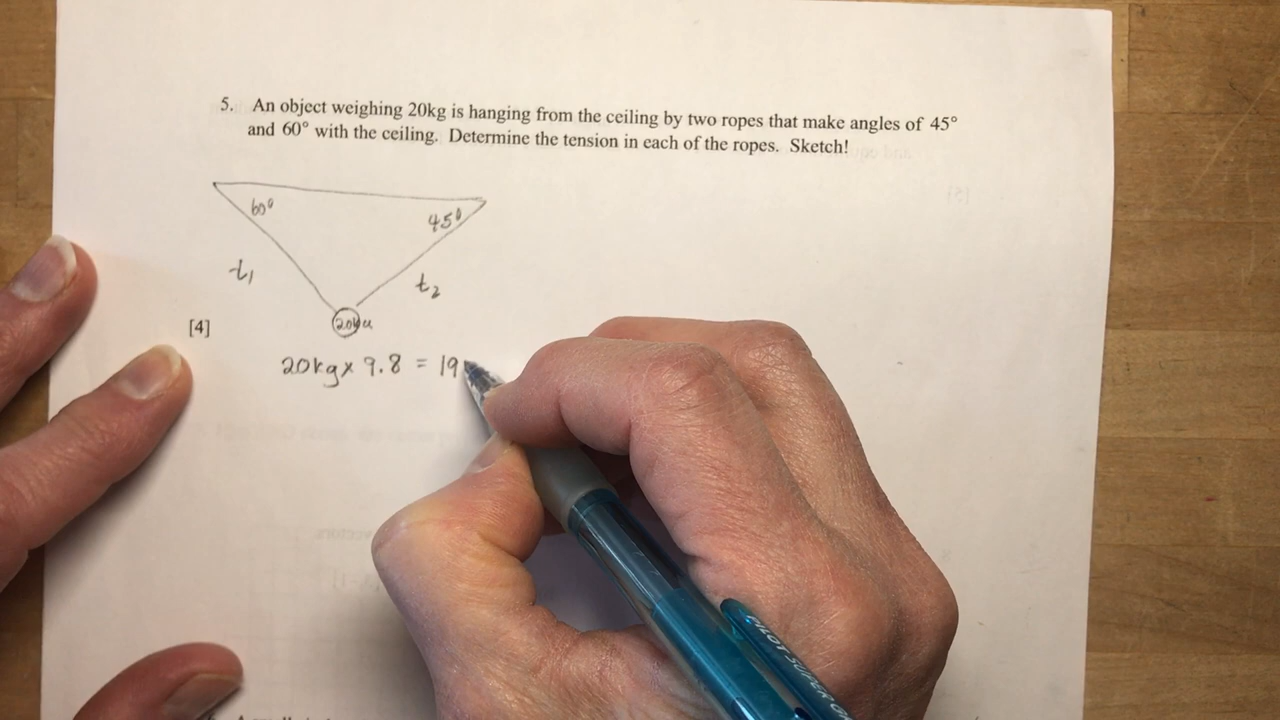 5. An object weighing 20kg is hanging from the ceiling by two ropes that make angles of 45°
and 60° with the ceiling. Determine the tension in each of the ropes. Sketch!
60°
45°
t₁
t₂
[4]
20kg
20kg x 9.8 = 19
PILOT SUPER